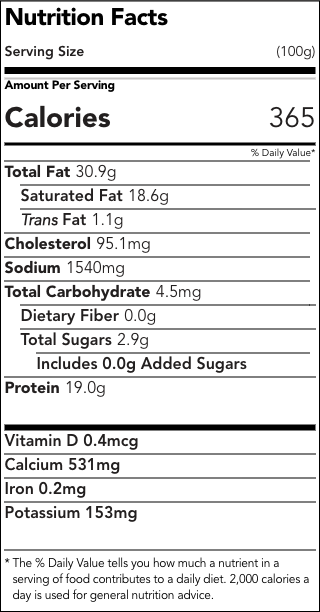 Nutrition Facts
Serving Size (100g)
Amount Per Serving
Calories 365
% Daily Value*
Total Fat 30.9g
Saturated Fat 18.6g
Trans Fat 1.1g
Cholesterol 95.1mg
Sodium 1540mg
Total Carbohydrate 4.5mg
Dietary Fiber 0.0g
Total Sugars 2.9g
Includes 0.0g Added Sugars
Protein 19.0g
Vitamin D 0.4mcg
Calcium 531mg
Iron 0.2mg
Potassium 153mg
* The % Daily Value tells you how much a nutrient in a
serving of food contributes to a daily diet. 2,000 calories a
day is used for general nutrition advice.